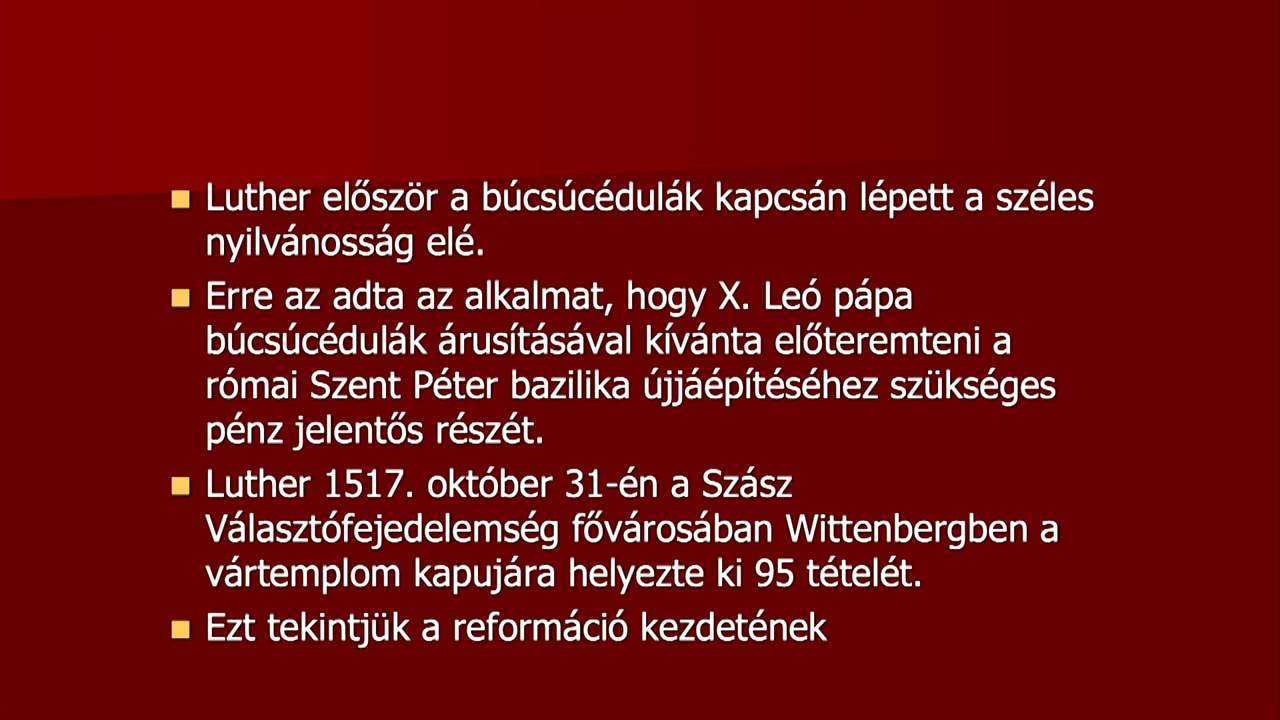 Luther először a búcsúcédulák kapcsán lépett a széles
nyilvánosság elé.
Erre az adta az alkalmat, hogy X. Leó pápa
búcsúcédulák árusításával kívánta előteremteni a
római Szent Péter bazilika újjáépítéséhez szükséges
pénz jelentős részét.
Luther 1517. október 31-én a Szász
Választófejedelemség fővárosában Wittenbergben a
vártemplom kapujára helyezte ki 95 tételét.
Ezt tekintjük a reformáció kezdetének